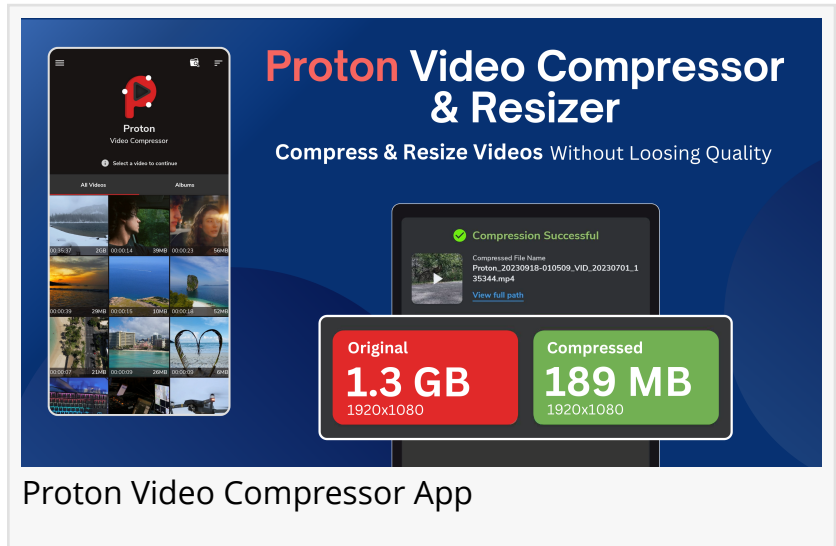 Proton Video Compressor
& Resizer
Compress & Resize Videos Without Loosing Quality
Proton
Video Compressor
Select a video to continue
All Videos Albums
00:35:37 2GB 00:00:14 39MB 00:00:23 56MB
00:00:39 29MB 00:00:15 10MB 00:00:18 52MB
00:00:07 21MB 00:00:09 26MB 00:00:09 6MB
Compression Successful
Compressed File Name
Proton_20230918-010509_VID_20230701_1
35344.mp4
View full path
Original
1.3 GB
1920x1080
Compressed
189 MB
1920x1080
Proton Video Compressor App